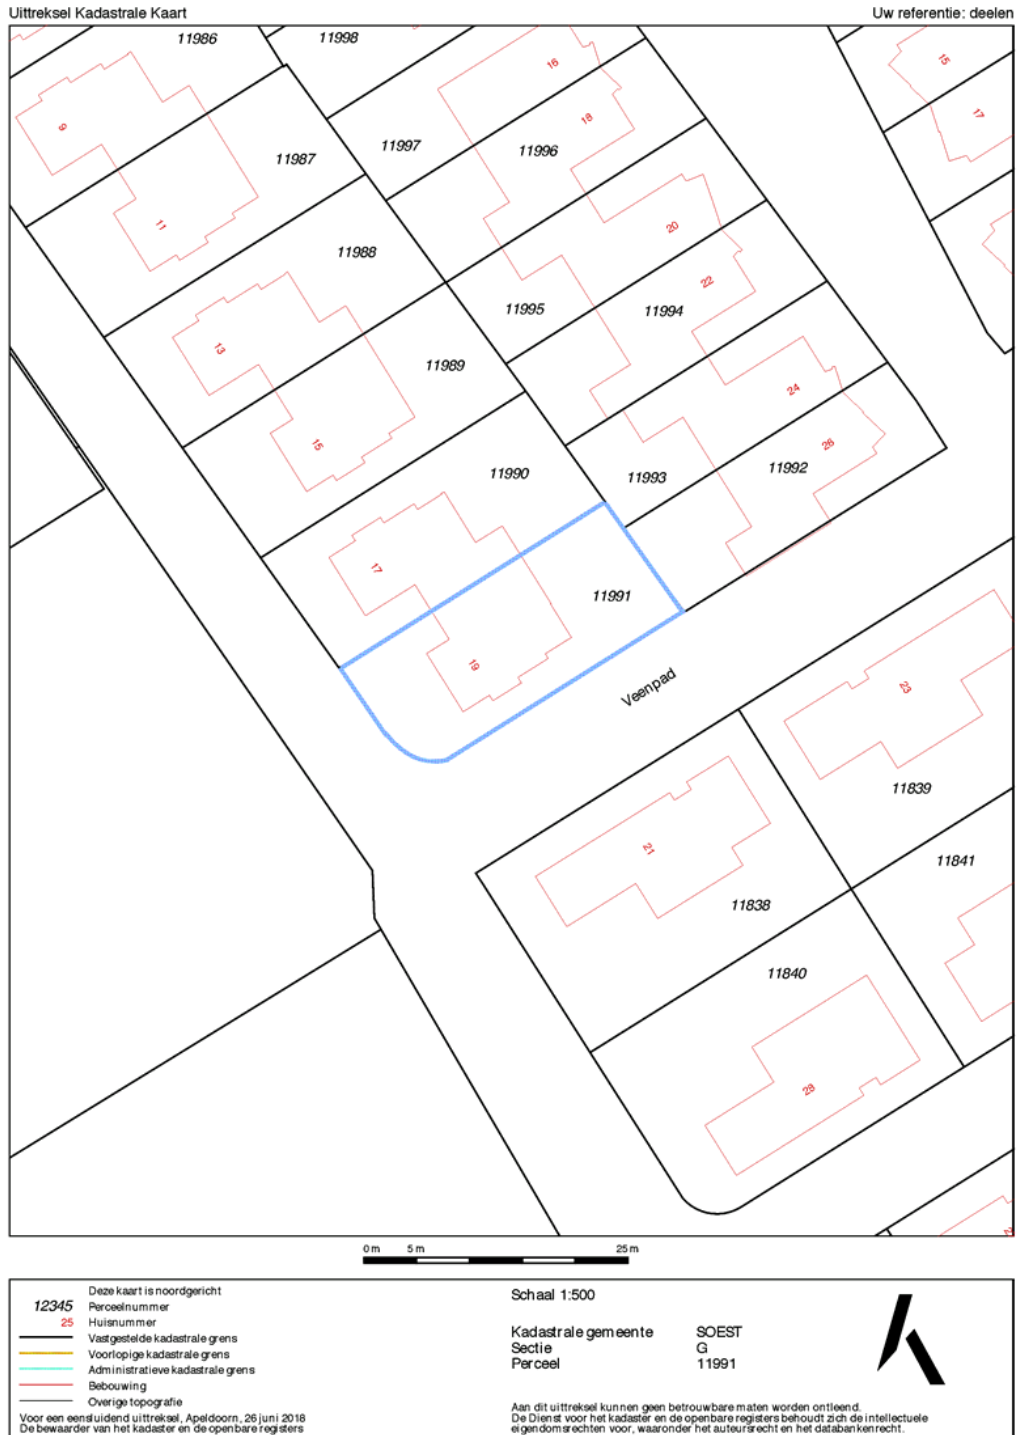 Uittreksel Kadastrale Kaart
Uw referentie: deelen
11986
11998
16
15
9
18
17
11997
11996
11987
11
20
11988
22
11995
11994
13
11989
24
15
26
11990
11993
11992
17
11991
19
Veenpad
23
11839
21
11841
11838
11840
28
0 m 5 m 25 m
Deze kaart is noordgericht
12345 Perceelnummer
25 Huisnummer
Vastgestelde kadastrale grens
Voorlopige kadastrale grens
Administratieve kadastrale grens
Bebouwing
Overige topografie
Voor een eensluidend uittreksel, Apeldoorn, 26 juni 2018
De bewaarder van het kadaster en de openbare registers
Schaal 1:500
Kadastrale gemeente SOEST
Sectie G
Perceel 11991
Aan dit uittreksel kunnen geen betrouwbare maten worden ontleend.
De Dienst voor het kadaster en de openbare registers behoudt zich de intellectuele
eigendomsrechten voor, waaronder het auteursrecht en het databankenrecht.